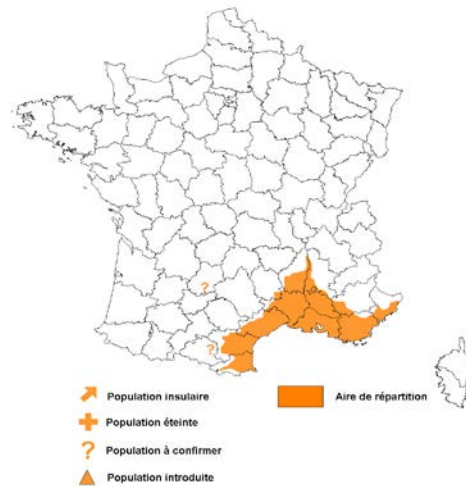 ?
?
Population insulaire
Aire de répartition
Population éteinte
? Population à confirmer
Population introduite